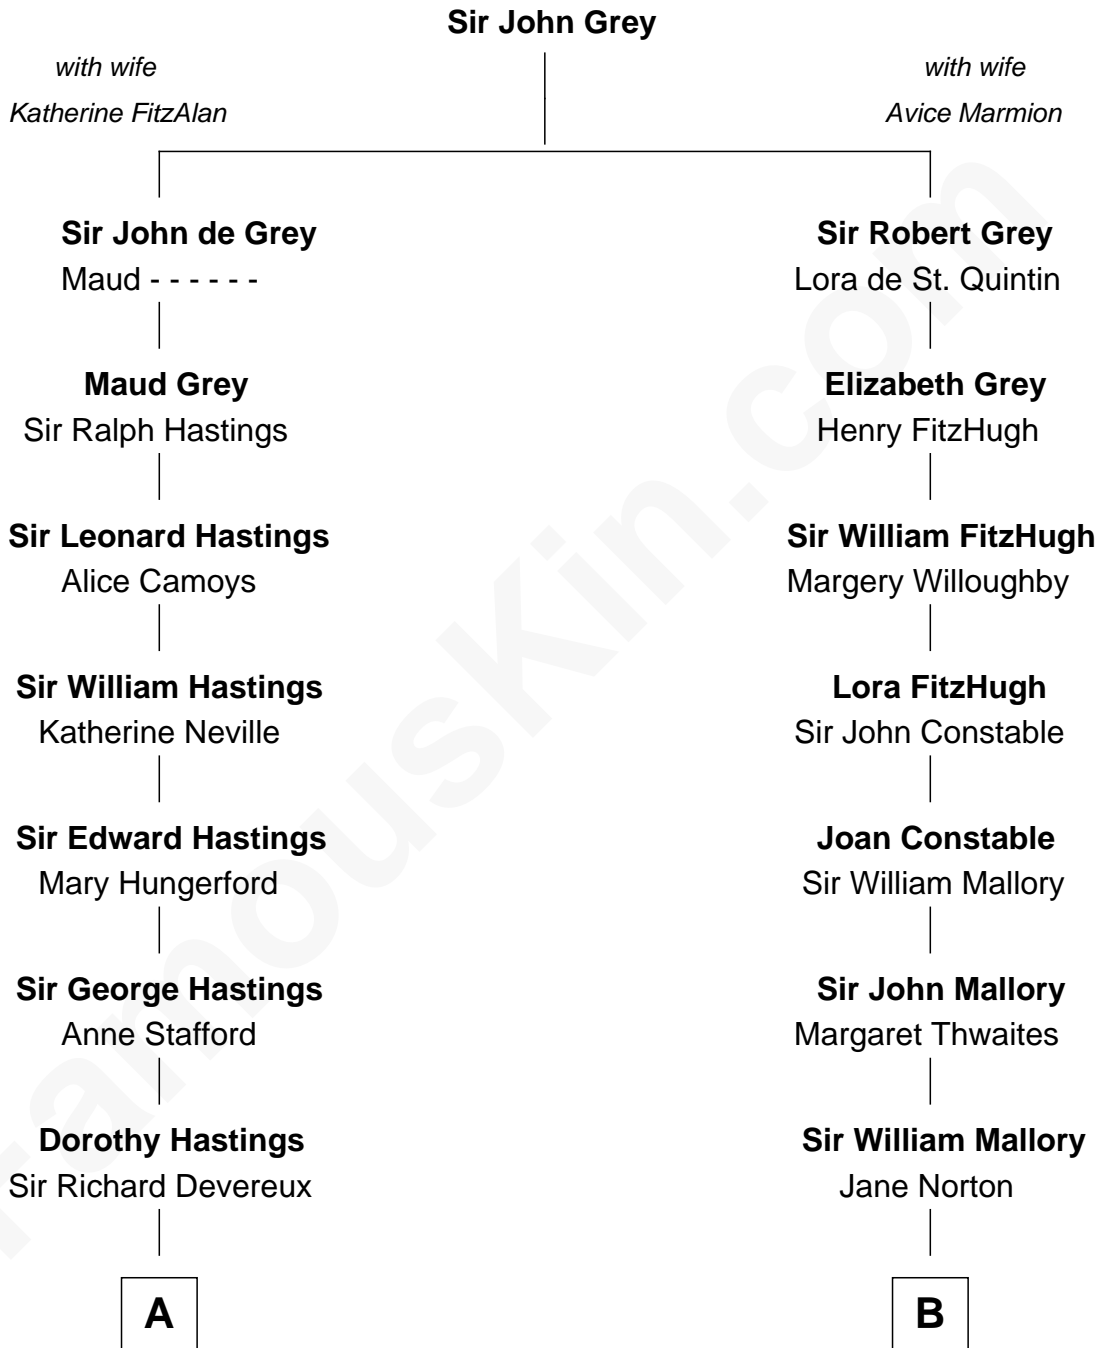 Sir John Grey
with wife
Katherine FitzAlan
with wife
Avice Marmion
Sir John de Grey
Maud - - - - - -
Sir Robert Grey
Lora de St. Quintin
Maud Grey
Sir Ralph Hastings
Elizabeth Grey
Henry FitzHugh
Sir Leonard Hastings
Alice Camoys
Sir William FitzHugh
Margery Willoughby
Sir William Hastings
Katherine Neville
Lora FitzHugh
Sir John Constable
Sir Edward Hastings
Mary Hungerford
Joan Constable
Sir William Mallory
Sir George Hastings
Anne Stafford
Sir John Mallory
Margaret Thwaites
Dorothy Hastings
Sir Richard Devereux
Sir William Mallory
Jane Norton
A
B
famouskin.com